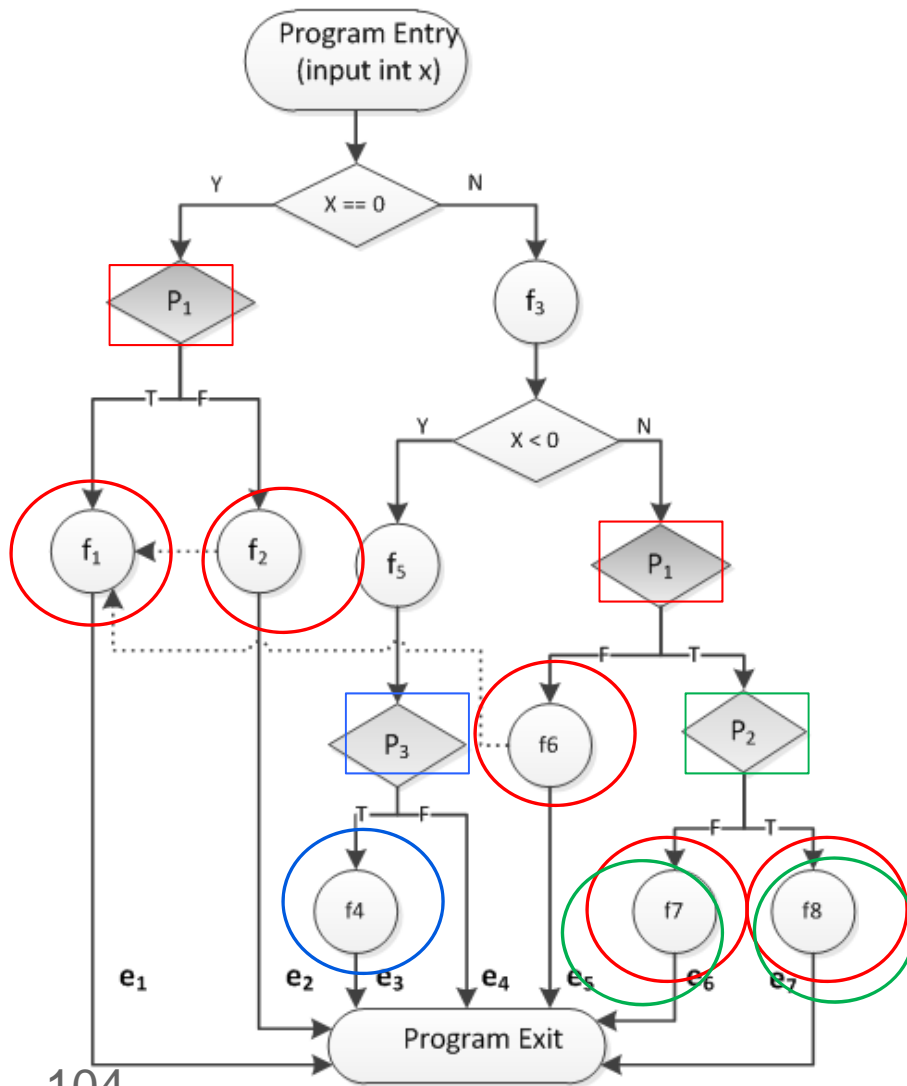 Program Entry
(input int x)
Y
N
X == 0
P₁
f₃
T
F
Y
N
X < 0
f₁
f₂
f₅
P₁
F
T
P₃
f6
P₂
T
F
F
T
f4
f7
f8
e₁
e₂
e₃
e₄
e₅
e₆
e₇
Program Exit
104